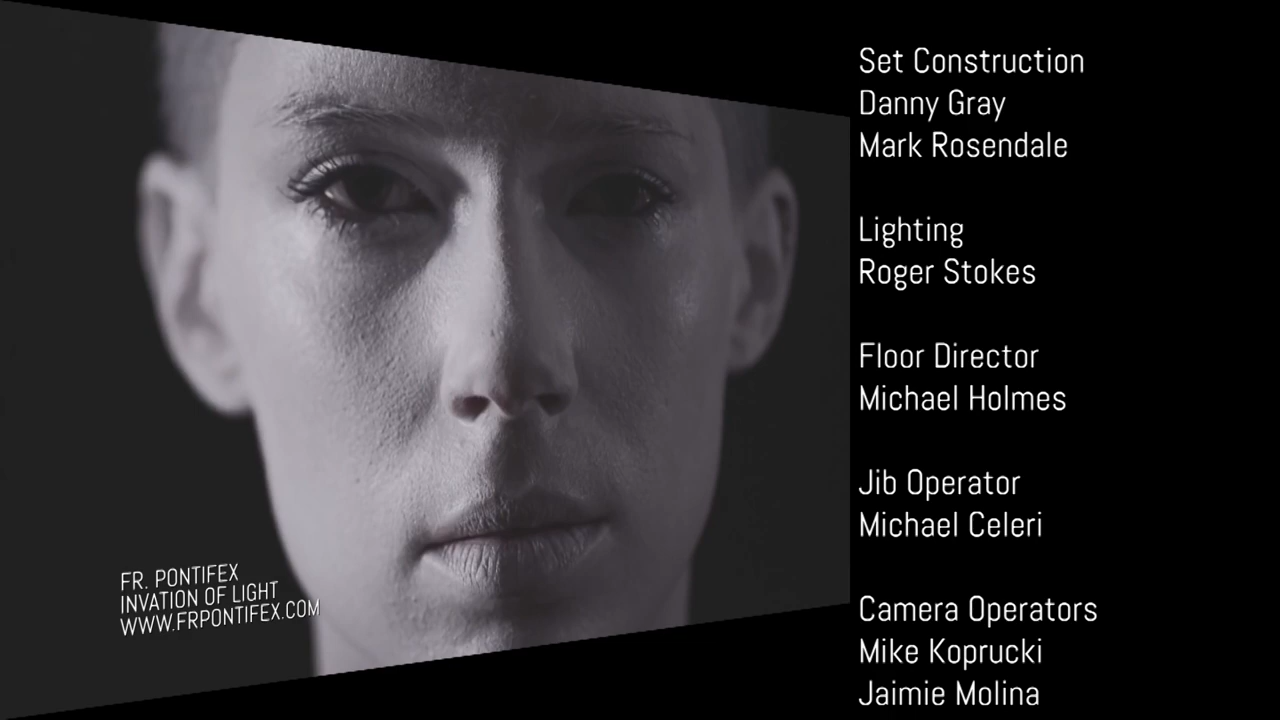 FR. PONTIFEX
INVATION OF LIGHT
WWW.FRPONTIFEX.COM
Set Construction
Danny Gray
Mark Rosendale
Lighting
Roger Stokes
Floor Director
Michael Holmes
Jib Operator
Michael Celeri
Camera Operators
Mike Koprucki
Jaimie Molina